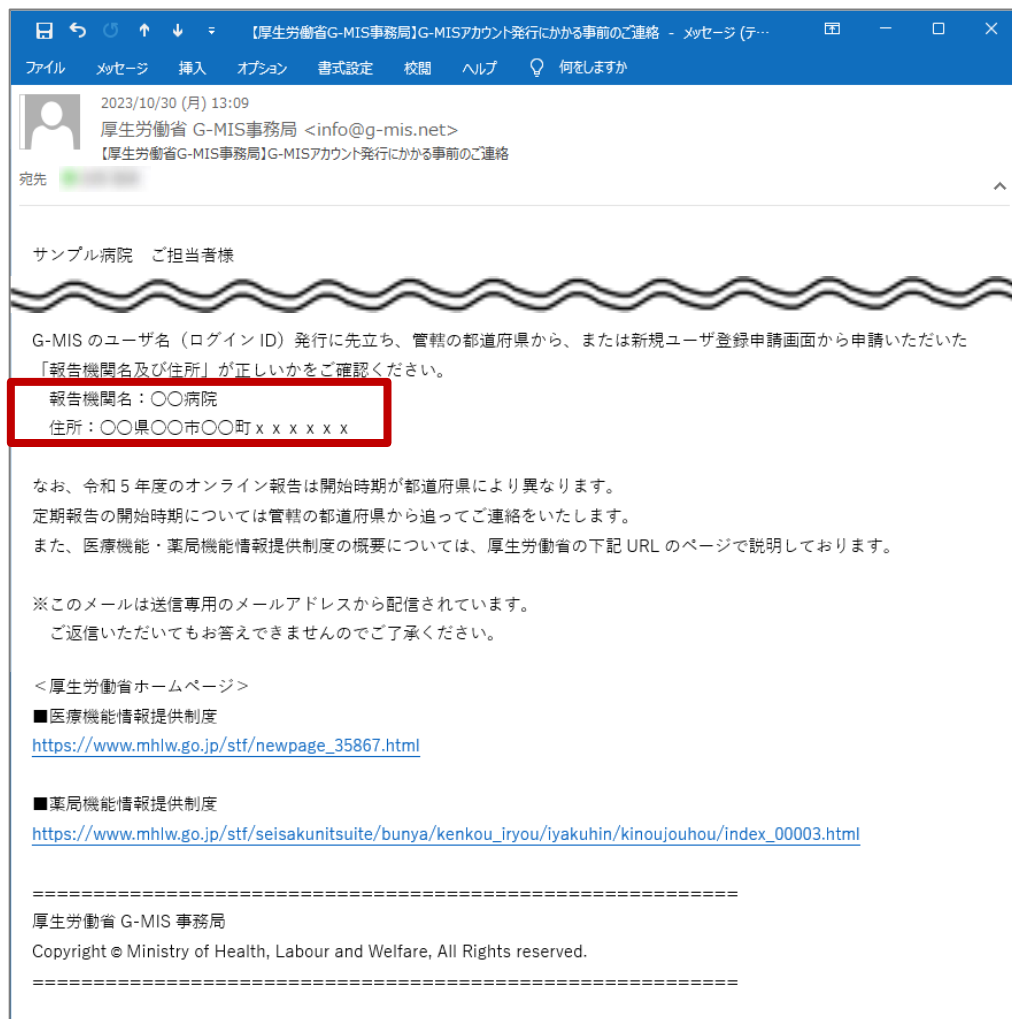 【厚生労働省G-MIS事務局】G-MISアカウント発行にかかる事前のご連絡 - メッセージ (テ…
ファイル メッセージ 挿入 オプション 書式設定 校閲 ヘルプ 何をしますか
2023/10/30 (月) 13:09
厚生労働省 G-MIS事務局 <info@g-mis.net>
【厚生労働省G-MIS事務局】G-MISアカウント発行にかかる事前のご連絡
宛先
サンプル病院　ご担当者様
G-MIS のユーザ名（ログイン ID）発行に先立ち、管轄の都道府県から、または新規ユーザ登録申請画面から申請いただいた
「報告機関名及び住所」が正しいかをご確認ください。
報告機関名：〇〇病院
住所：〇〇県〇〇市〇〇町ｘｘｘｘｘｘ
なお、令和５年度のオンライン報告は開始時期が都道府県により異なります。
定期報告の開始時期については管轄の都道府県から追ってご連絡をいたします。
また、医療機能・薬局機能情報提供制度の概要については、厚生労働省の下記 URL のページで説明しております。
※このメールは送信専用のメールアドレスから配信されています。
ご返信いただいてもお答えできませんのでご了承ください。
＜厚生労働省ホームページ＞
■医療機能情報提供制度
https://www.mhlw.go.jp/stf/newpage_35867.html
■薬局機能情報提供制度
https://www.mhlw.go.jp/stf/seisakunitsuite/bunya/kenkou_iryou/iyakuhin/kinoujouhou/index_00003.html
==========================================================
厚生労働省 G-MIS 事務局
Copyright © Ministry of Health, Labour and Welfare, All Rights reserved.
==========================================================